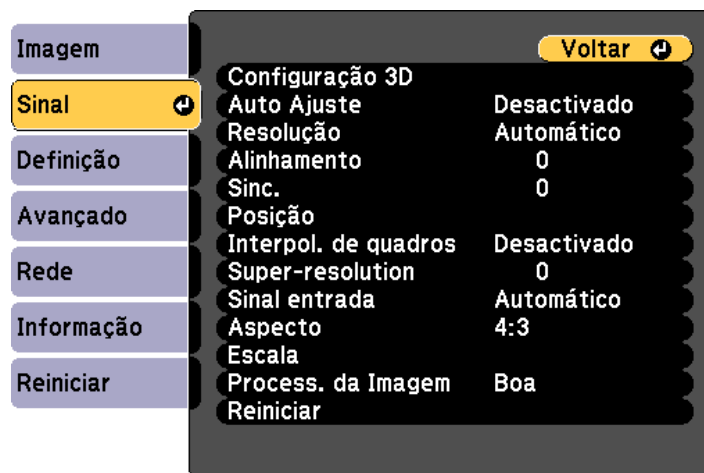 Imagem
Sinal
Definição
Avançado
Rede
Informação
Reiniciar
Voltar
Configuração 3D
Auto Ajuste Desactivado
Resolução Automático
Alinhamento 0
Sinc. 0
Posição
Interpol. de quadros Desactivado
Super-resolution 0
Sinal entrada Automático
Aspecto 4:3
Escala
Process. da Imagem Boa
Reiniciar